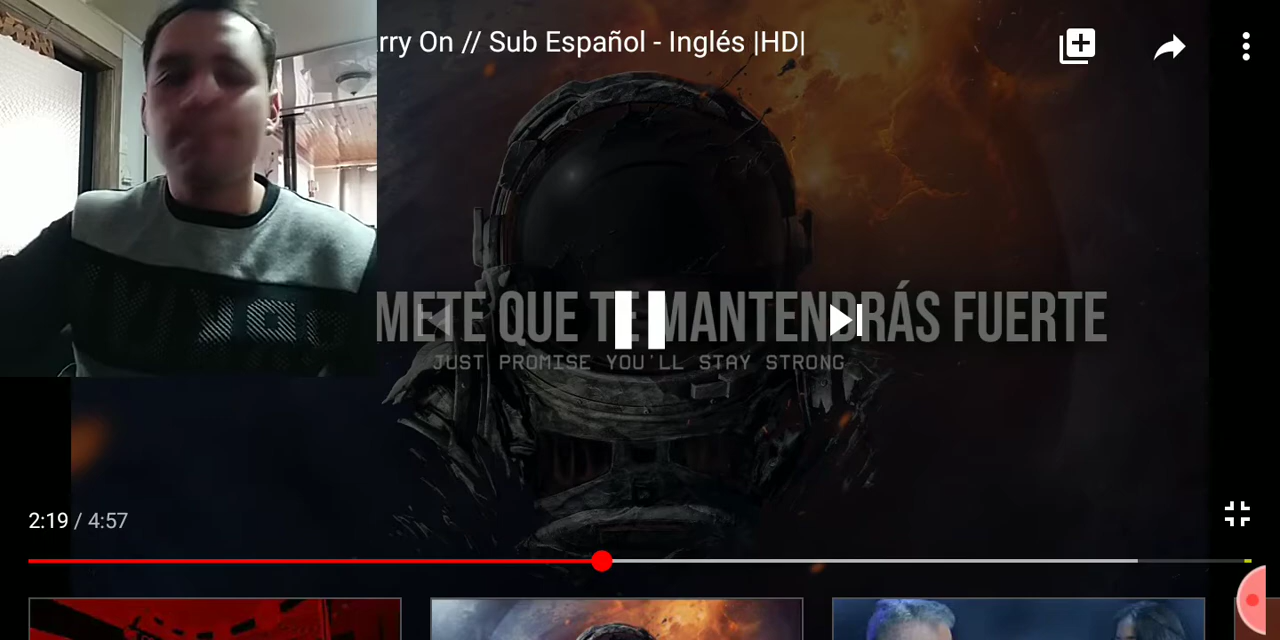 rry On // Sub Español - Inglés |HD|
METE QUE TE MANTENDRÁS FUERTE
JUST PROMISE YOU'LL STAY STRONG
2:19 / 4:57